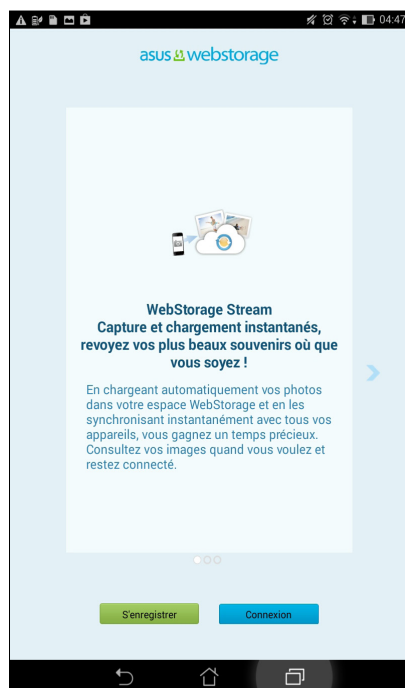 04:47
asus webstorage
WebStorage Stream
Capture et chargement instantanés,
revoyez vos plus beaux souvenirs où que
vous soyez !
En chargeant automatiquement vos photos
dans votre espace WebStorage et en les
synchronisant instantanément avec tous vos
appareils, vous gagnez un temps précieux.
Consultez vos images quand vous voulez et
restez connecté.
S'enregistrer
Connexion